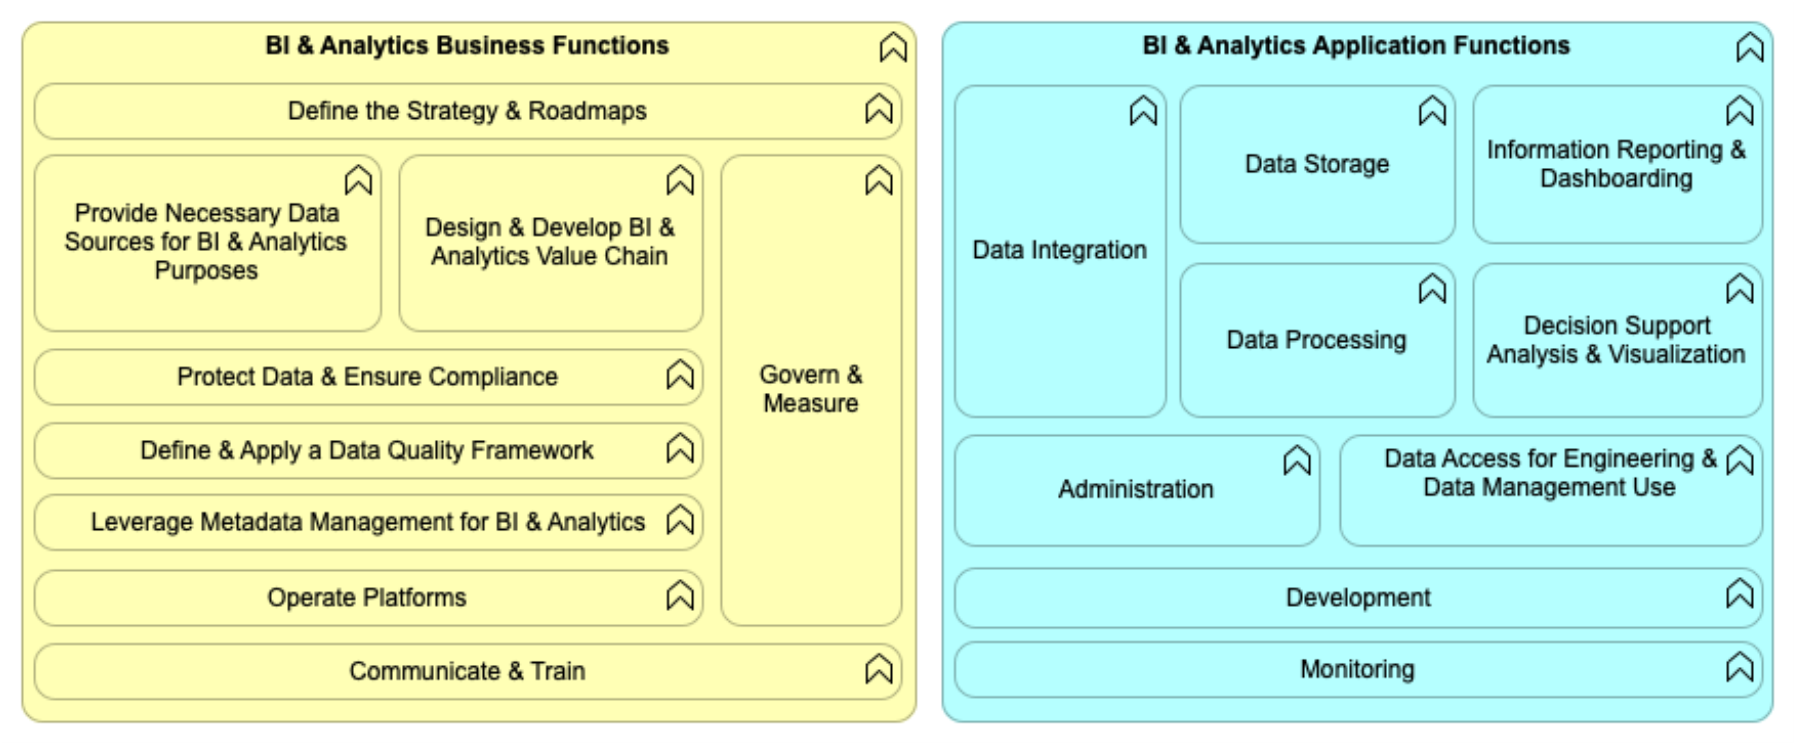 BI & Analytics Business Functions
Define the Strategy & Roadmaps
Provide Necessary Data
Sources for BI & Analytics
Purposes
Design & Develop BI &
Analytics Value Chain
Govern &
Measure
Protect Data & Ensure Compliance
Define & Apply a Data Quality Framework
Leverage Metadata Management for BI & Analytics
Operate Platforms
Communicate & Train
BI & Analytics Application Functions
Data Integration
Data Storage
Information Reporting &
Dashboarding
Data Processing
Decision Support
Analysis & Visualization
Administration
Data Access for Engineering &
Data Management Use
Development
Monitoring